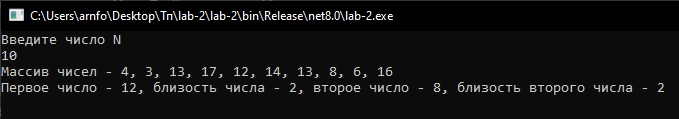 C:\Users\arnfo\Desktop\Tn\lab-2\lab-2\bin\Release\net8.0\lab-2.exe
Введите число N
10
Массив чисел - 4, 3, 13, 17, 12, 14, 13, 8, 6, 16
Первое число - 12, близость числа - 2, второе число - 8, близость второго числа - 2